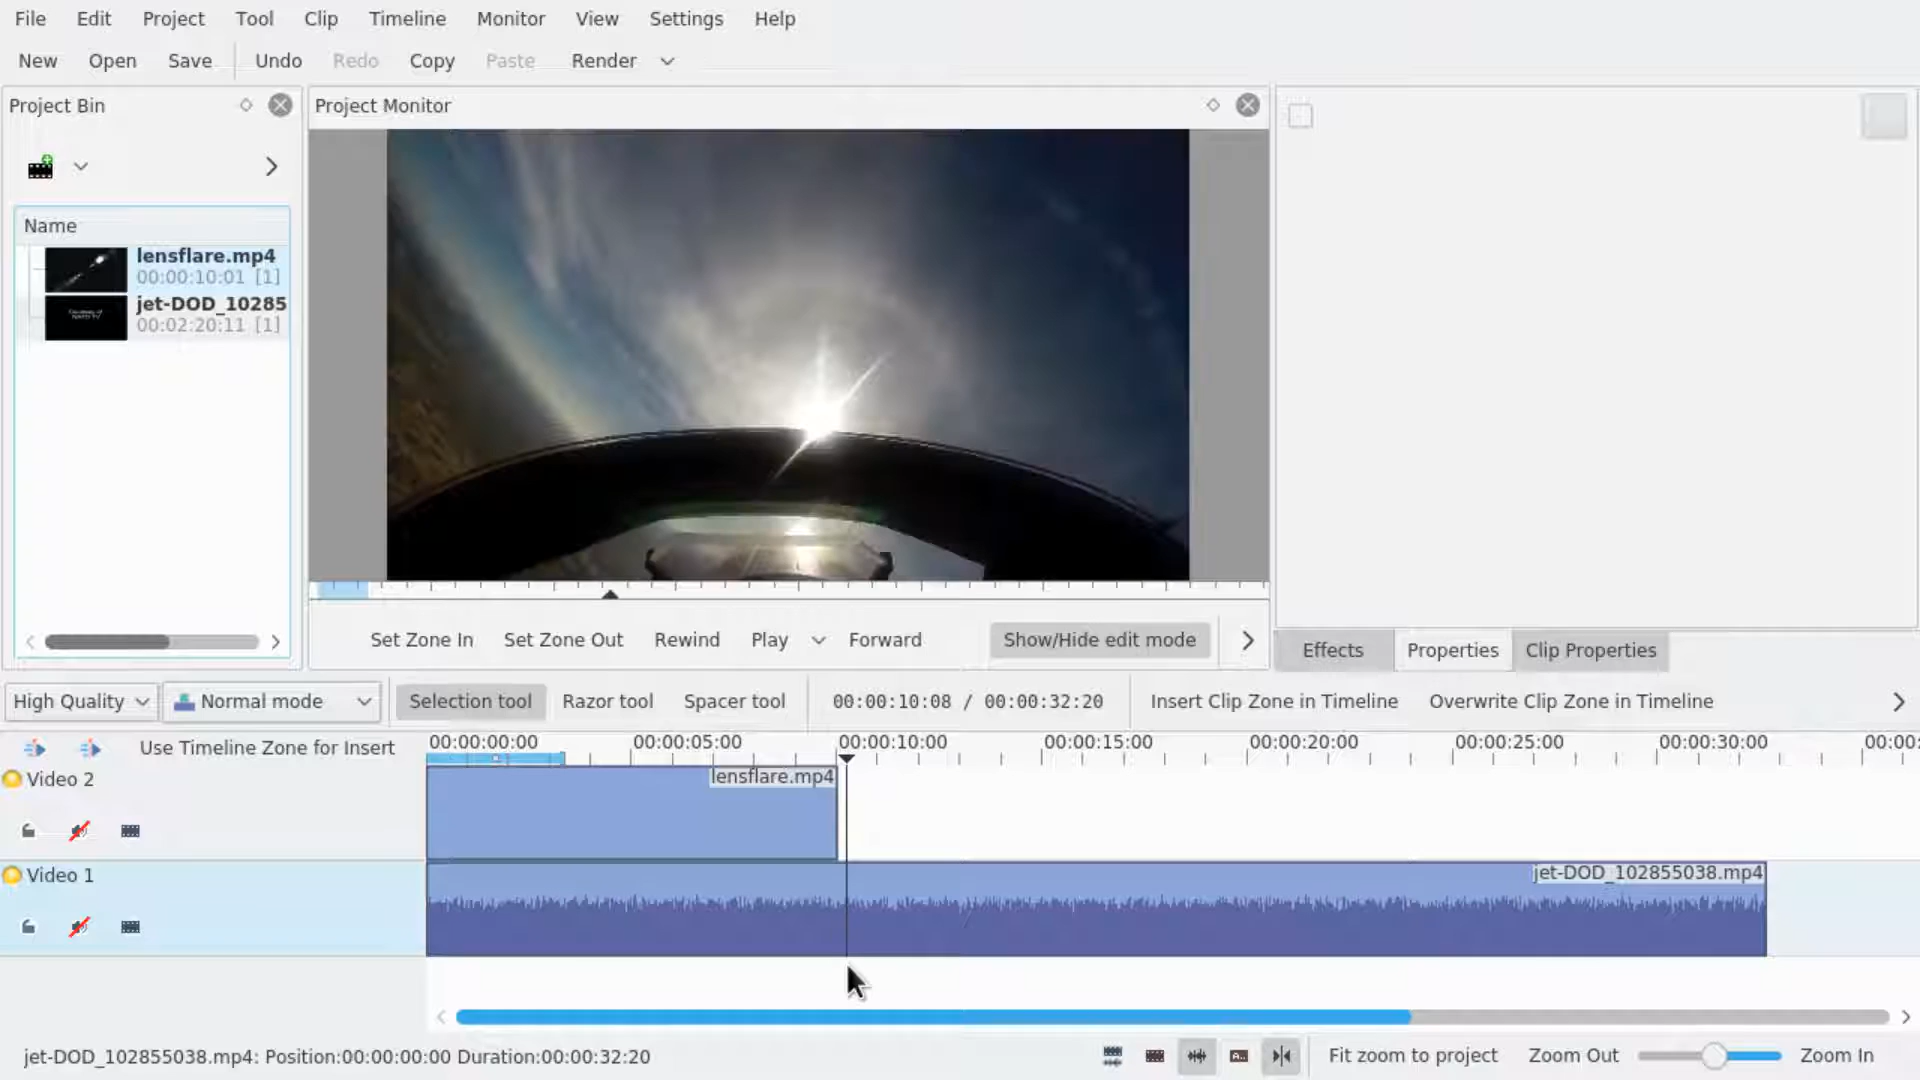 File Edit Project Tool Clip Timeline Monitor View Settings Help
New Open Save Undo Redo Copy Paste Render
Project Bin
Project Monitor
Name
lensflare.mp4
00:00:10:01 [1]
jet-DOD_10285
00:02:20:11 [1]
Set Zone In Set Zone Out Rewind Play Forward Show/Hide edit mode
Effects Properties Clip Properties
High Quality Normal mode Selection tool Razor tool Spacer tool 00:00:10:08 / 00:00:32:20 Insert Clip Zone in Timeline Overwrite Clip Zone in Timeline
Use Timeline Zone for Insert
00:00:00:00 00:00:05:00 00:00:10:00 00:00:15:00 00:00:20:00 00:00:25:00 00:00:30:00 00:00:
Video 2
lensflare.mp4
Video 1
jet-DOD_102855038.mp4
jet-DOD_102855038.mp4: Position:00:00:00:00 Duration:00:00:32:20
Fit zoom to project Zoom Out Zoom In